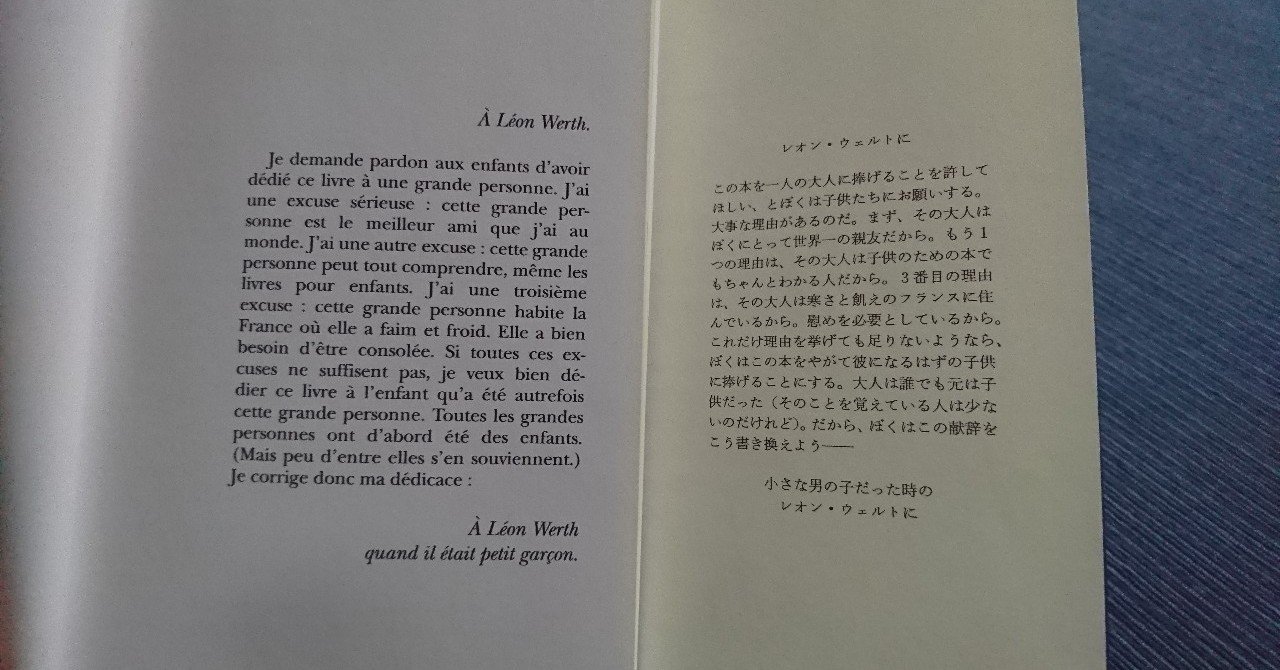 À Léon Werth.
Je demande pardon aux enfants d'avoir
dédié ce livre à une grande personne. J'ai
une excuse sérieuse : cette grande per-
sonne est le meilleur ami que j'ai au
monde. J'ai une autre excuse : cette grande
personne peut tout comprendre, même les
livres pour enfants. J'ai une troisième
excuse : cette grande personne habite la
France où elle a faim et froid. Elle a bien
besoin d'être consolée. Si toutes ces ex-
cuses ne suffisent pas, je veux bien dé-
dier ce livre à l'enfant qu'a été autrefois
cette grande personne. Toutes les grandes
personnes ont d'abord été des enfants.
(Mais peu d'entre elles s'en souviennent.)
Je corrige donc ma dédicace :
À Léon Werth
quand il était petit garçon.
レオン・ウェルトに
この本を一人の大人に捧げることを許して
ほしい、とぼくは子供たちにお願いする。
大事な理由があるのだ。まず、その大人は
ぼくにとって世界一の親友だから。もう1
つの理由は、その大人は子供のための本で
もちゃんとわかる人だから。3番目の理由
は、その大人は寒さと飢えのフランスに住
んでいるから。慰めを必要としているから。
これだけ理由を挙げても足りないようなら、
ぼくはこの本をやがて彼になるはずの子供
に捧げることにする。大人は誰でも元は子
供だった（そのことを覚えている人は少な
いのだけれど）。だから、ぼくはこの献辞を
こう書き換えよう――
小さな男の子だった時の
レオン・ウェルトに